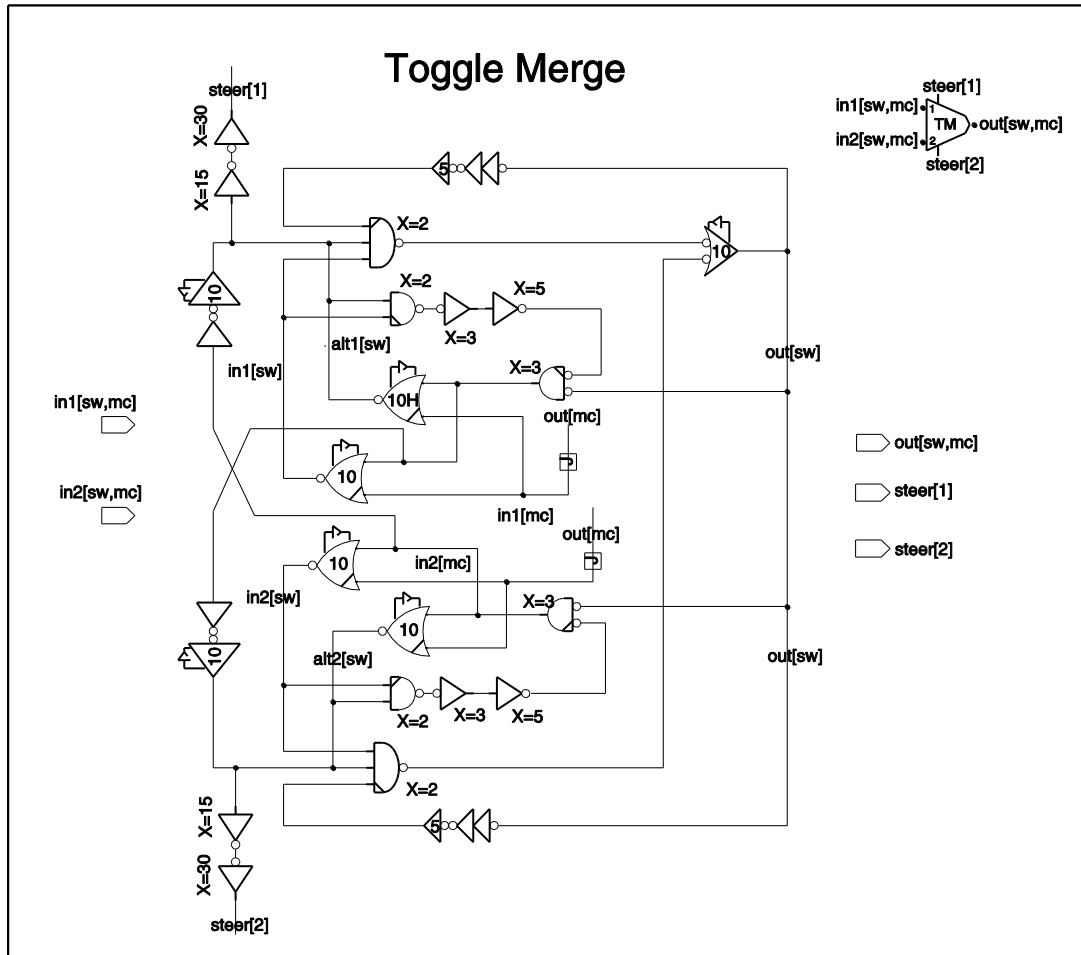 Toggle Merge
steer[1]
X=30
X=15
steer[1]
in1[sw,mc]
1
TM
out[sw,mc]
in2[sw,mc]
2
steer[2]
5
X=2
10
10
X=2
X=5
X=3
alt1[sw]
in1[sw]
out[sw]
X=3
10H
in1[sw,mc]
out[mc]
out[sw,mc]
J
10
in2[sw,mc]
steer[1]
in1[mc]
out[mc]
steer[2]
J
10
in2[mc]
in2[sw]
X=3
10
10
alt2[sw]
out[sw]
X=2
X=3
X=5
X=2
X=15
5
X=30
steer[2]